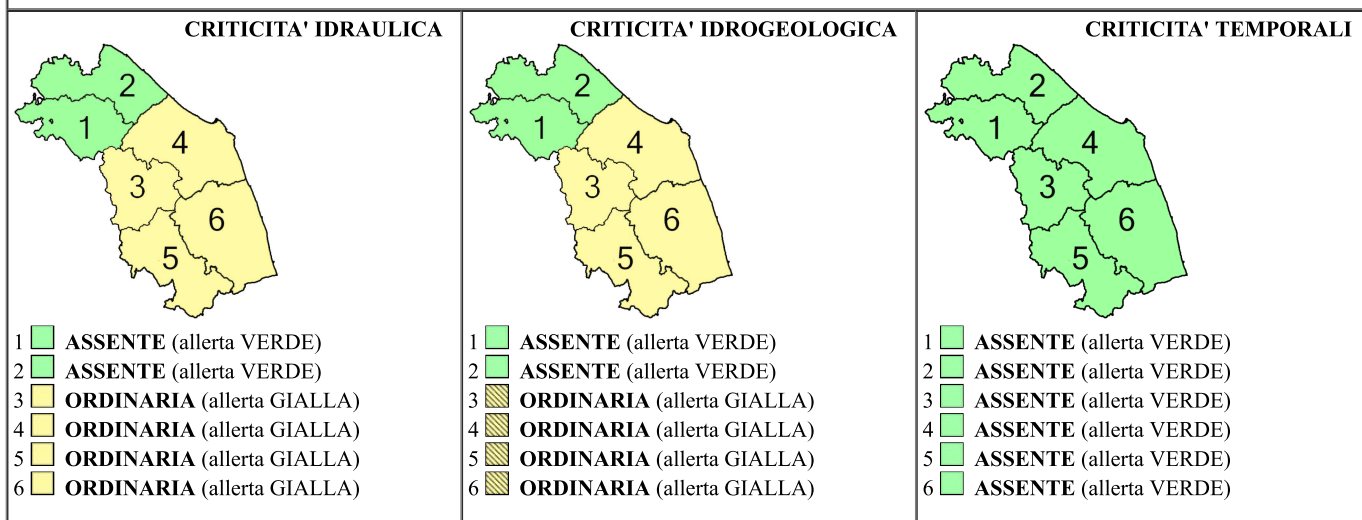 CRITICITA' IDRAULICA
2
1
4
3
6
5
1 ASSENTE (allerta VERDE)
2 ASSENTE (allerta VERDE)
3 ORDINARIA (allerta GIALLA)
4 ORDINARIA (allerta GIALLA)
5 ORDINARIA (allerta GIALLA)
6 ORDINARIA (allerta GIALLA)
CRITICITA' IDROGEOLOGICA
2
1
4
3
6
5
1 ASSENTE (allerta VERDE)
2 ASSENTE (allerta VERDE)
3 ORDINARIA (allerta GIALLA)
4 ORDINARIA (allerta GIALLA)
5 ORDINARIA (allerta GIALLA)
6 ORDINARIA (allerta GIALLA)
CRITICITA' TEMPORALI
2
1
4
3
6
5
1 ASSENTE (allerta VERDE)
2 ASSENTE (allerta VERDE)
3 ASSENTE (allerta VERDE)
4 ASSENTE (allerta VERDE)
5 ASSENTE (allerta VERDE)
6 ASSENTE (allerta VERDE)